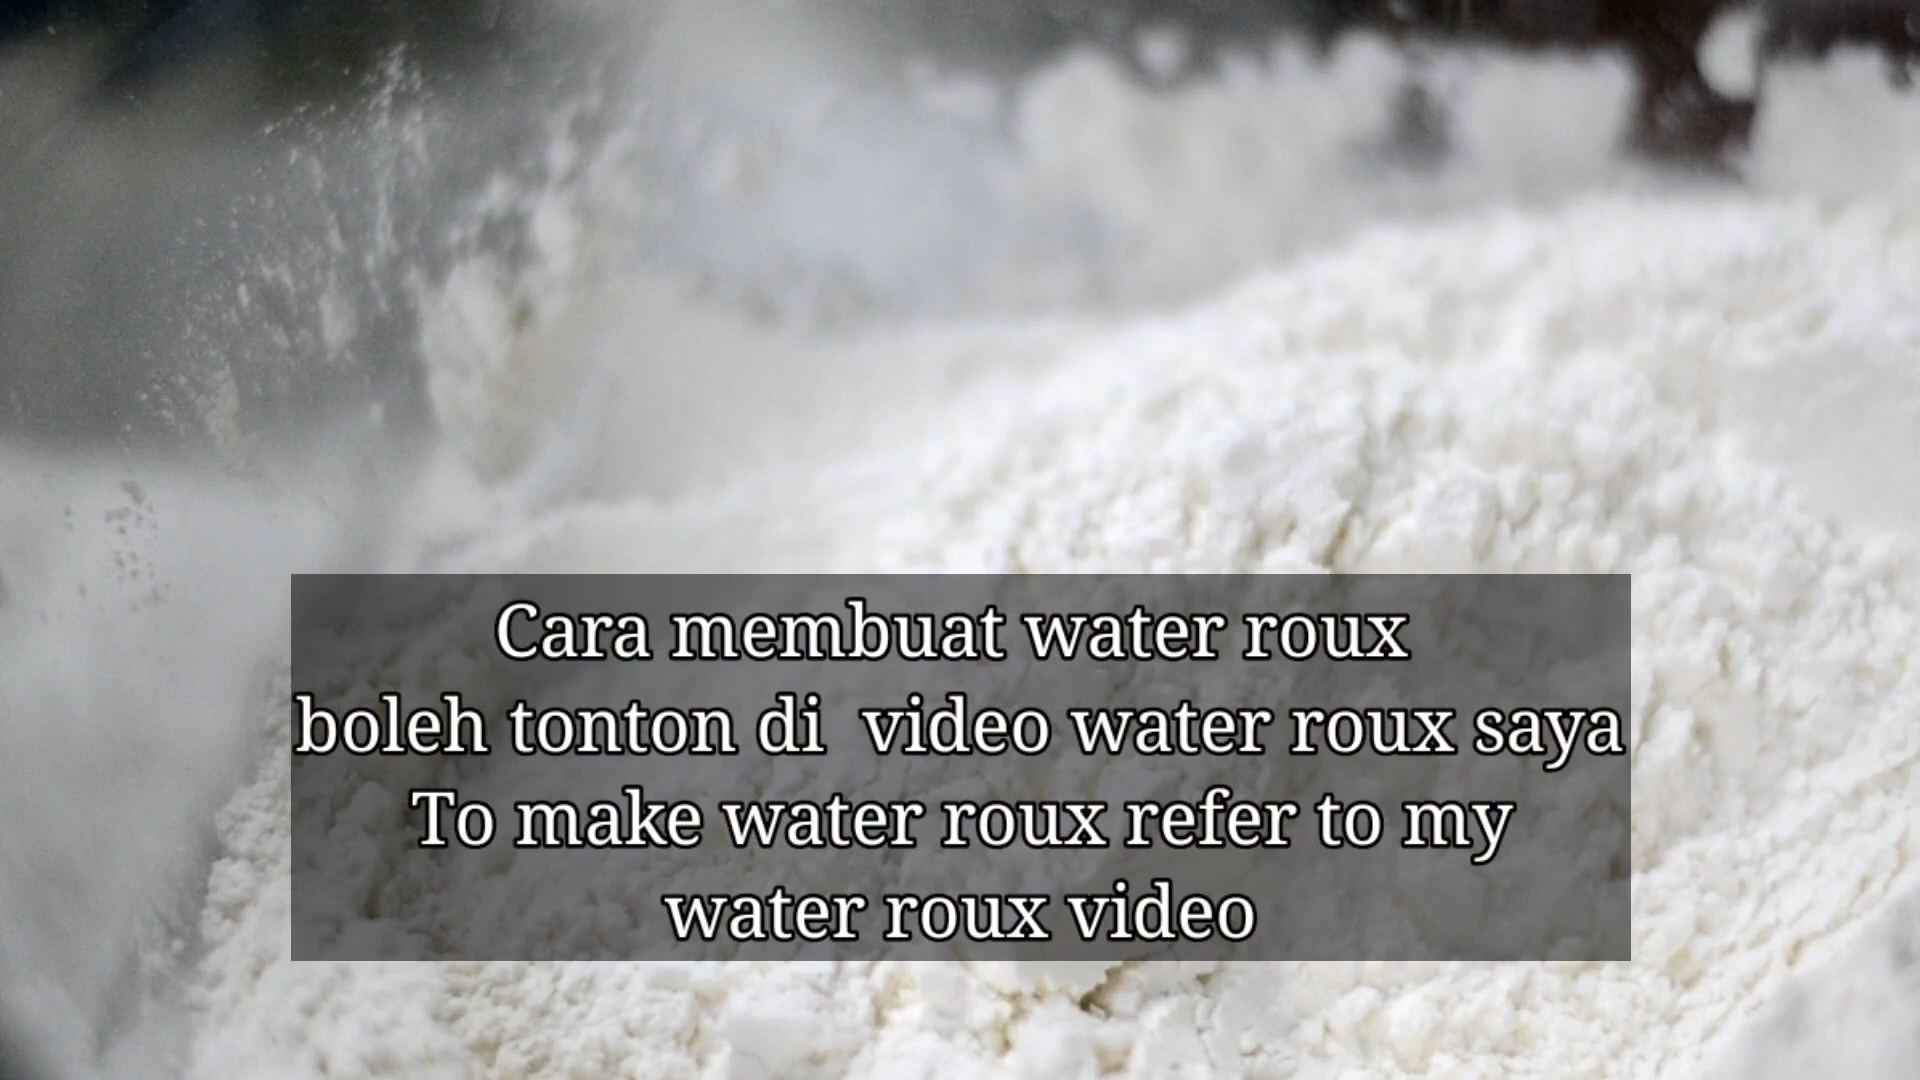 Cara membuat water roux
boleh tonton di  video water roux saya
To make water roux refer to my
water roux video